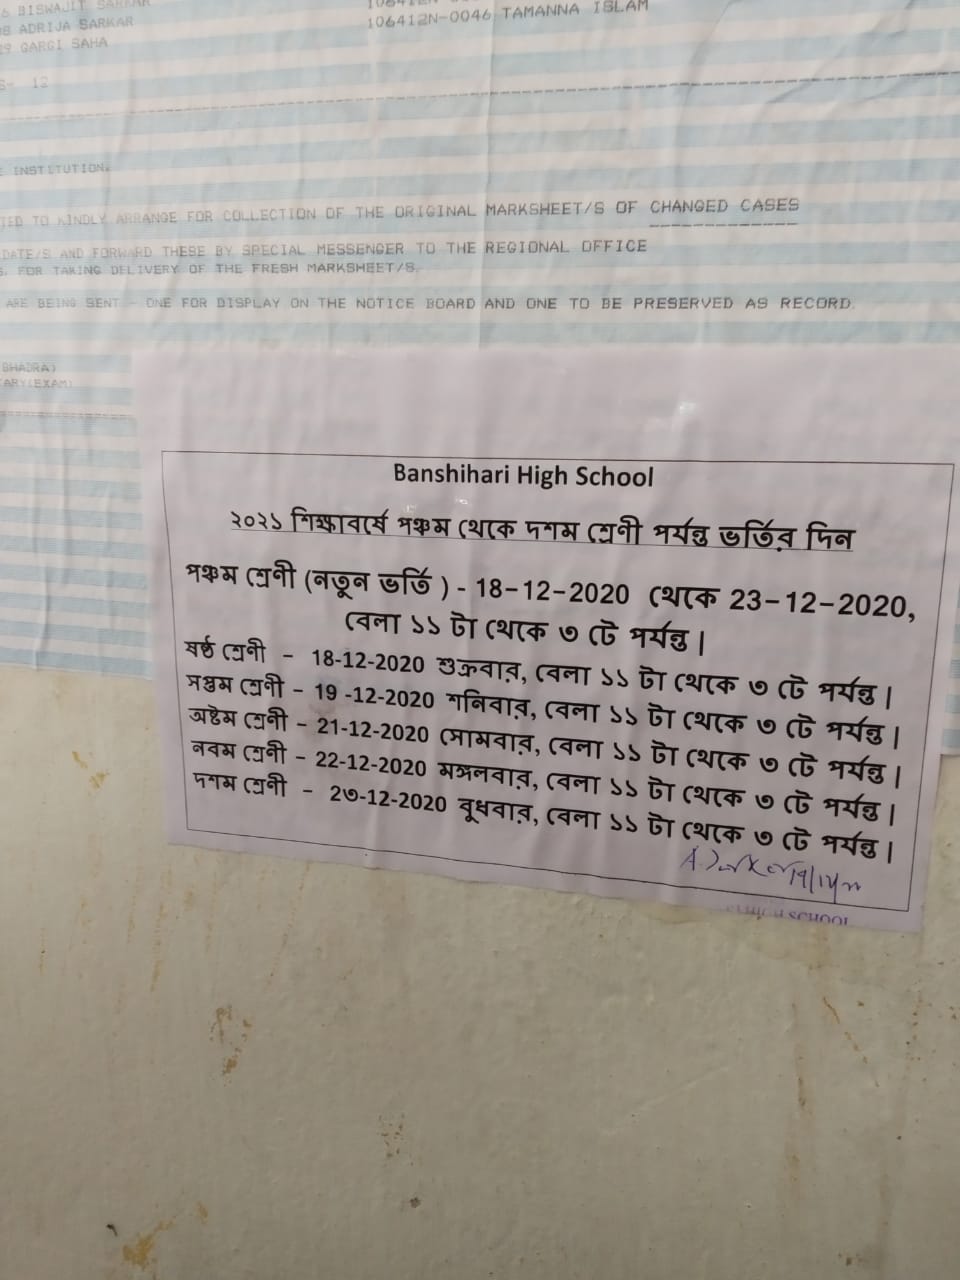 BISWAJIT SARKAR
ADRIJA SARKAR
GARGI SAHA
106412N-0046 TAMANNA ISLAM
12
INSTITUTION.
TO KINDLY ARRANGE FOR COLLECTION OF THE ORIGINAL MARKSHEET/S OF CHANGED CASES
DATE/S AND FORWARD THESE BY SPECIAL MESSENGER TO THE REGIONAL OFFICE
FOR TAKING DELIVERY OF THE FRESH MARKSHEET/S.
ARE BEING SENT - ONE FOR DISPLAY ON THE NOTICE BOARD AND ONE TO BE PRESERVED AS RECORD.
BHADRA)
(EXAM)
Banshihari High School
২০২১ শিক্ষাবর্ষে পঞ্চম থেকে দশম শ্রেণী পর্যন্ত ভর্তির দিন
পঞ্চম শ্রেণী (নতুন ভর্তি ) - 18-12-2020 থেকে 23-12-2020,
বেলা ১১ টা থেকে ৩ টে পর্যন্ত।
ষষ্ঠ শ্রেণী - 18-12-2020 শুক্রবার, বেলা ১১ টা থেকে ৩ টে পর্যন্ত।
সপ্তম শ্রেণী - 19 -12-2020 শনিবার, বেলা ১১ টা থেকে ৩ টে পর্যন্ত।
অষ্টম শ্রেণী - 21-12-2020 সোমবার, বেলা ১১ টা থেকে ৩ টে পর্যন্ত।
নবম শ্রেণী - 22-12-2020 মঙ্গলবার, বেলা ১১ টা থেকে ৩ টে পর্যন্ত।
দশম শ্রেণী - 2৩-12-2020 বুধবার, বেলা ১১ টা থেকে ৩ টে পর্যন্ত।
SCHOOL